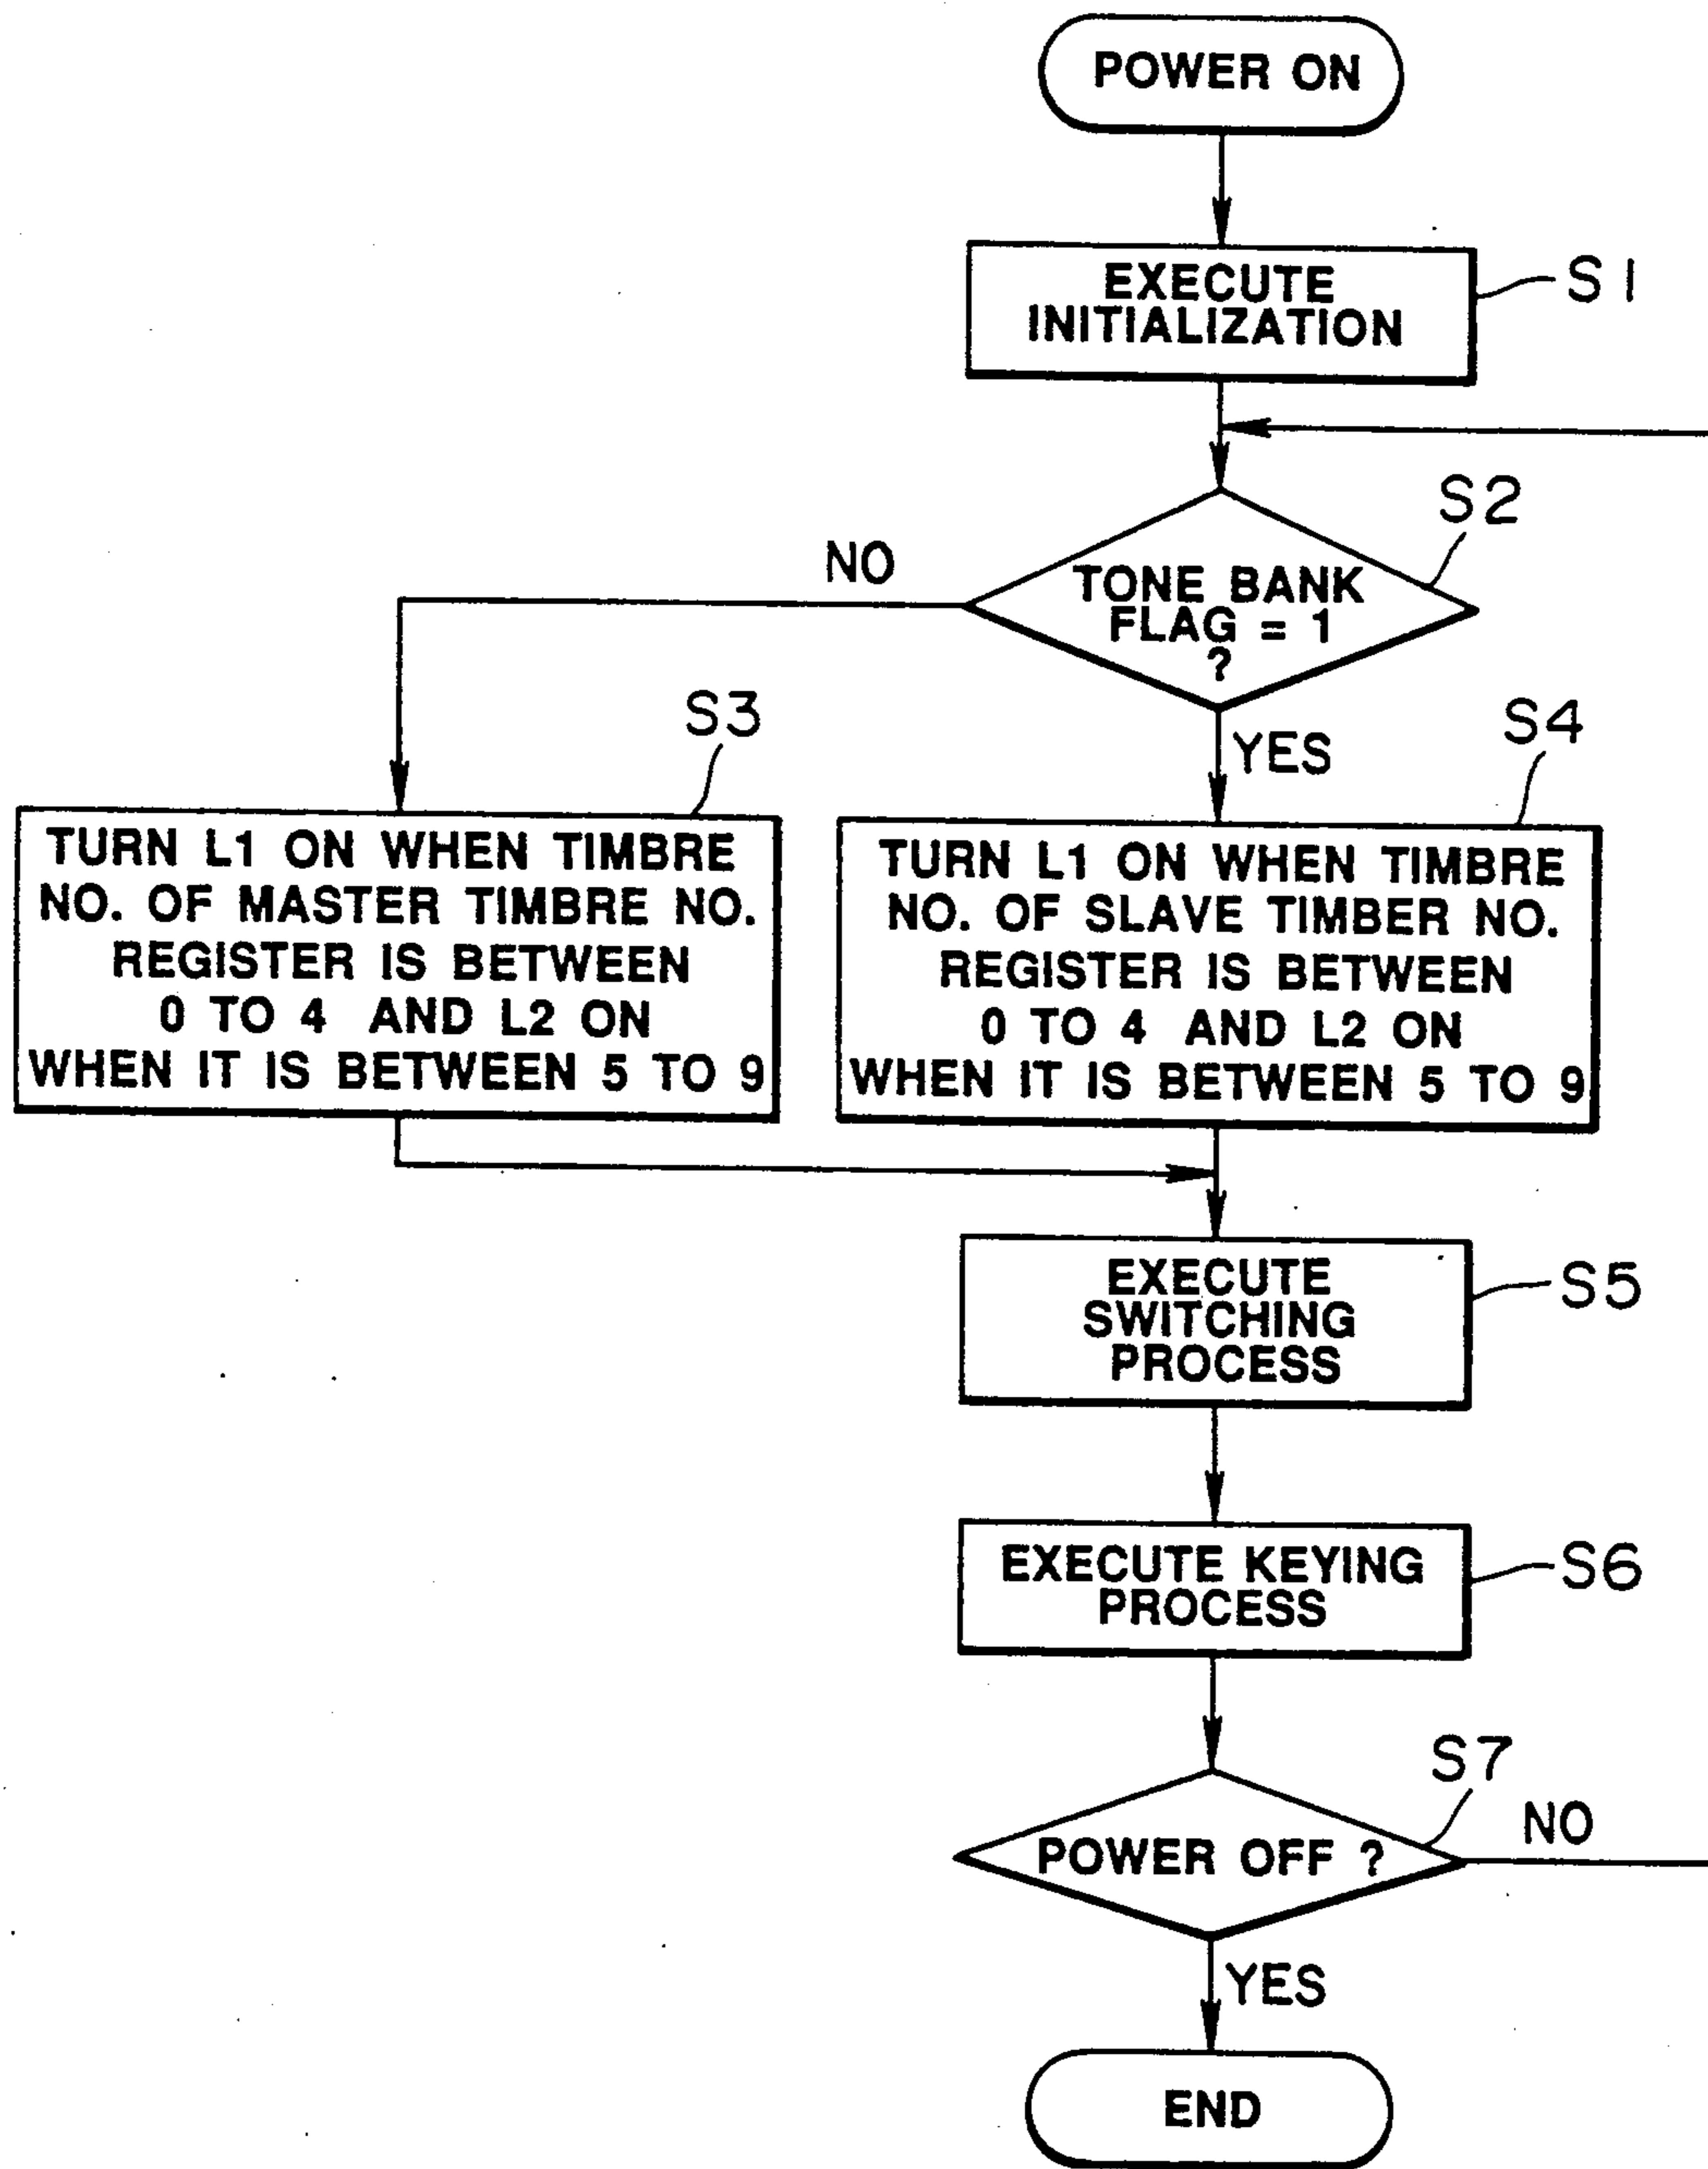 POWER ON
EXECUTE
INITIALIZATION
S1
S2
NO
TONE BANK
FLAG = 1
?
YES
S3
TURN L1 ON WHEN TIMBRE
NO. OF MASTER TIMBRE NO.
REGISTER IS BETWEEN
0 TO 4 AND L2 ON
WHEN IT IS BETWEEN 5 TO 9
S4
TURN L1 ON WHEN TIMBRE
NO. OF SLAVE TIMBER NO.
REGISTER IS BETWEEN
0 TO 4 AND L2 ON
WHEN IT IS BETWEEN 5 TO 9
EXECUTE
SWITCHING
PROCESS
S5
EXECUTE KEYING
PROCESS
S6
S7
POWER OFF ?
NO
YES
END